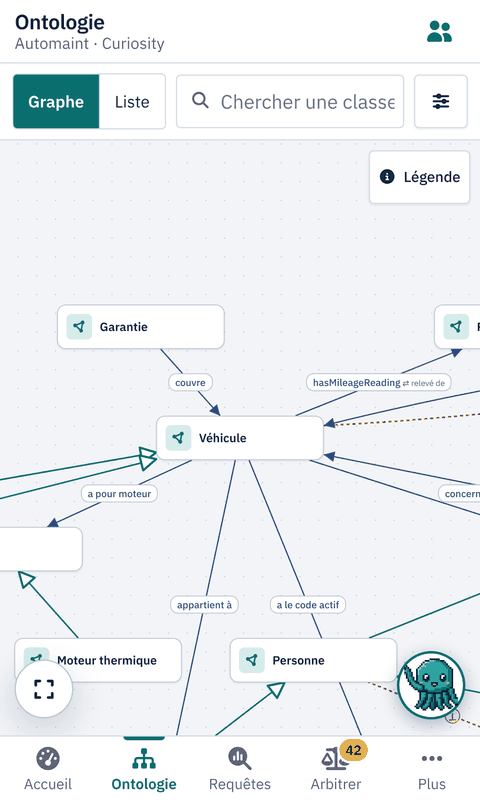 Ontologie
Automaint · Curiosity
Graphe
Liste
Chercher une classe
Légende
Garantie
couvre
hasMileageReading ⇄ relevé de
Véhicule
a pour moteur
concern
appartient à
a le code actif
Moteur thermique
Personne
42
Accueil
Ontologie
Requêtes
Arbitrer
Plus